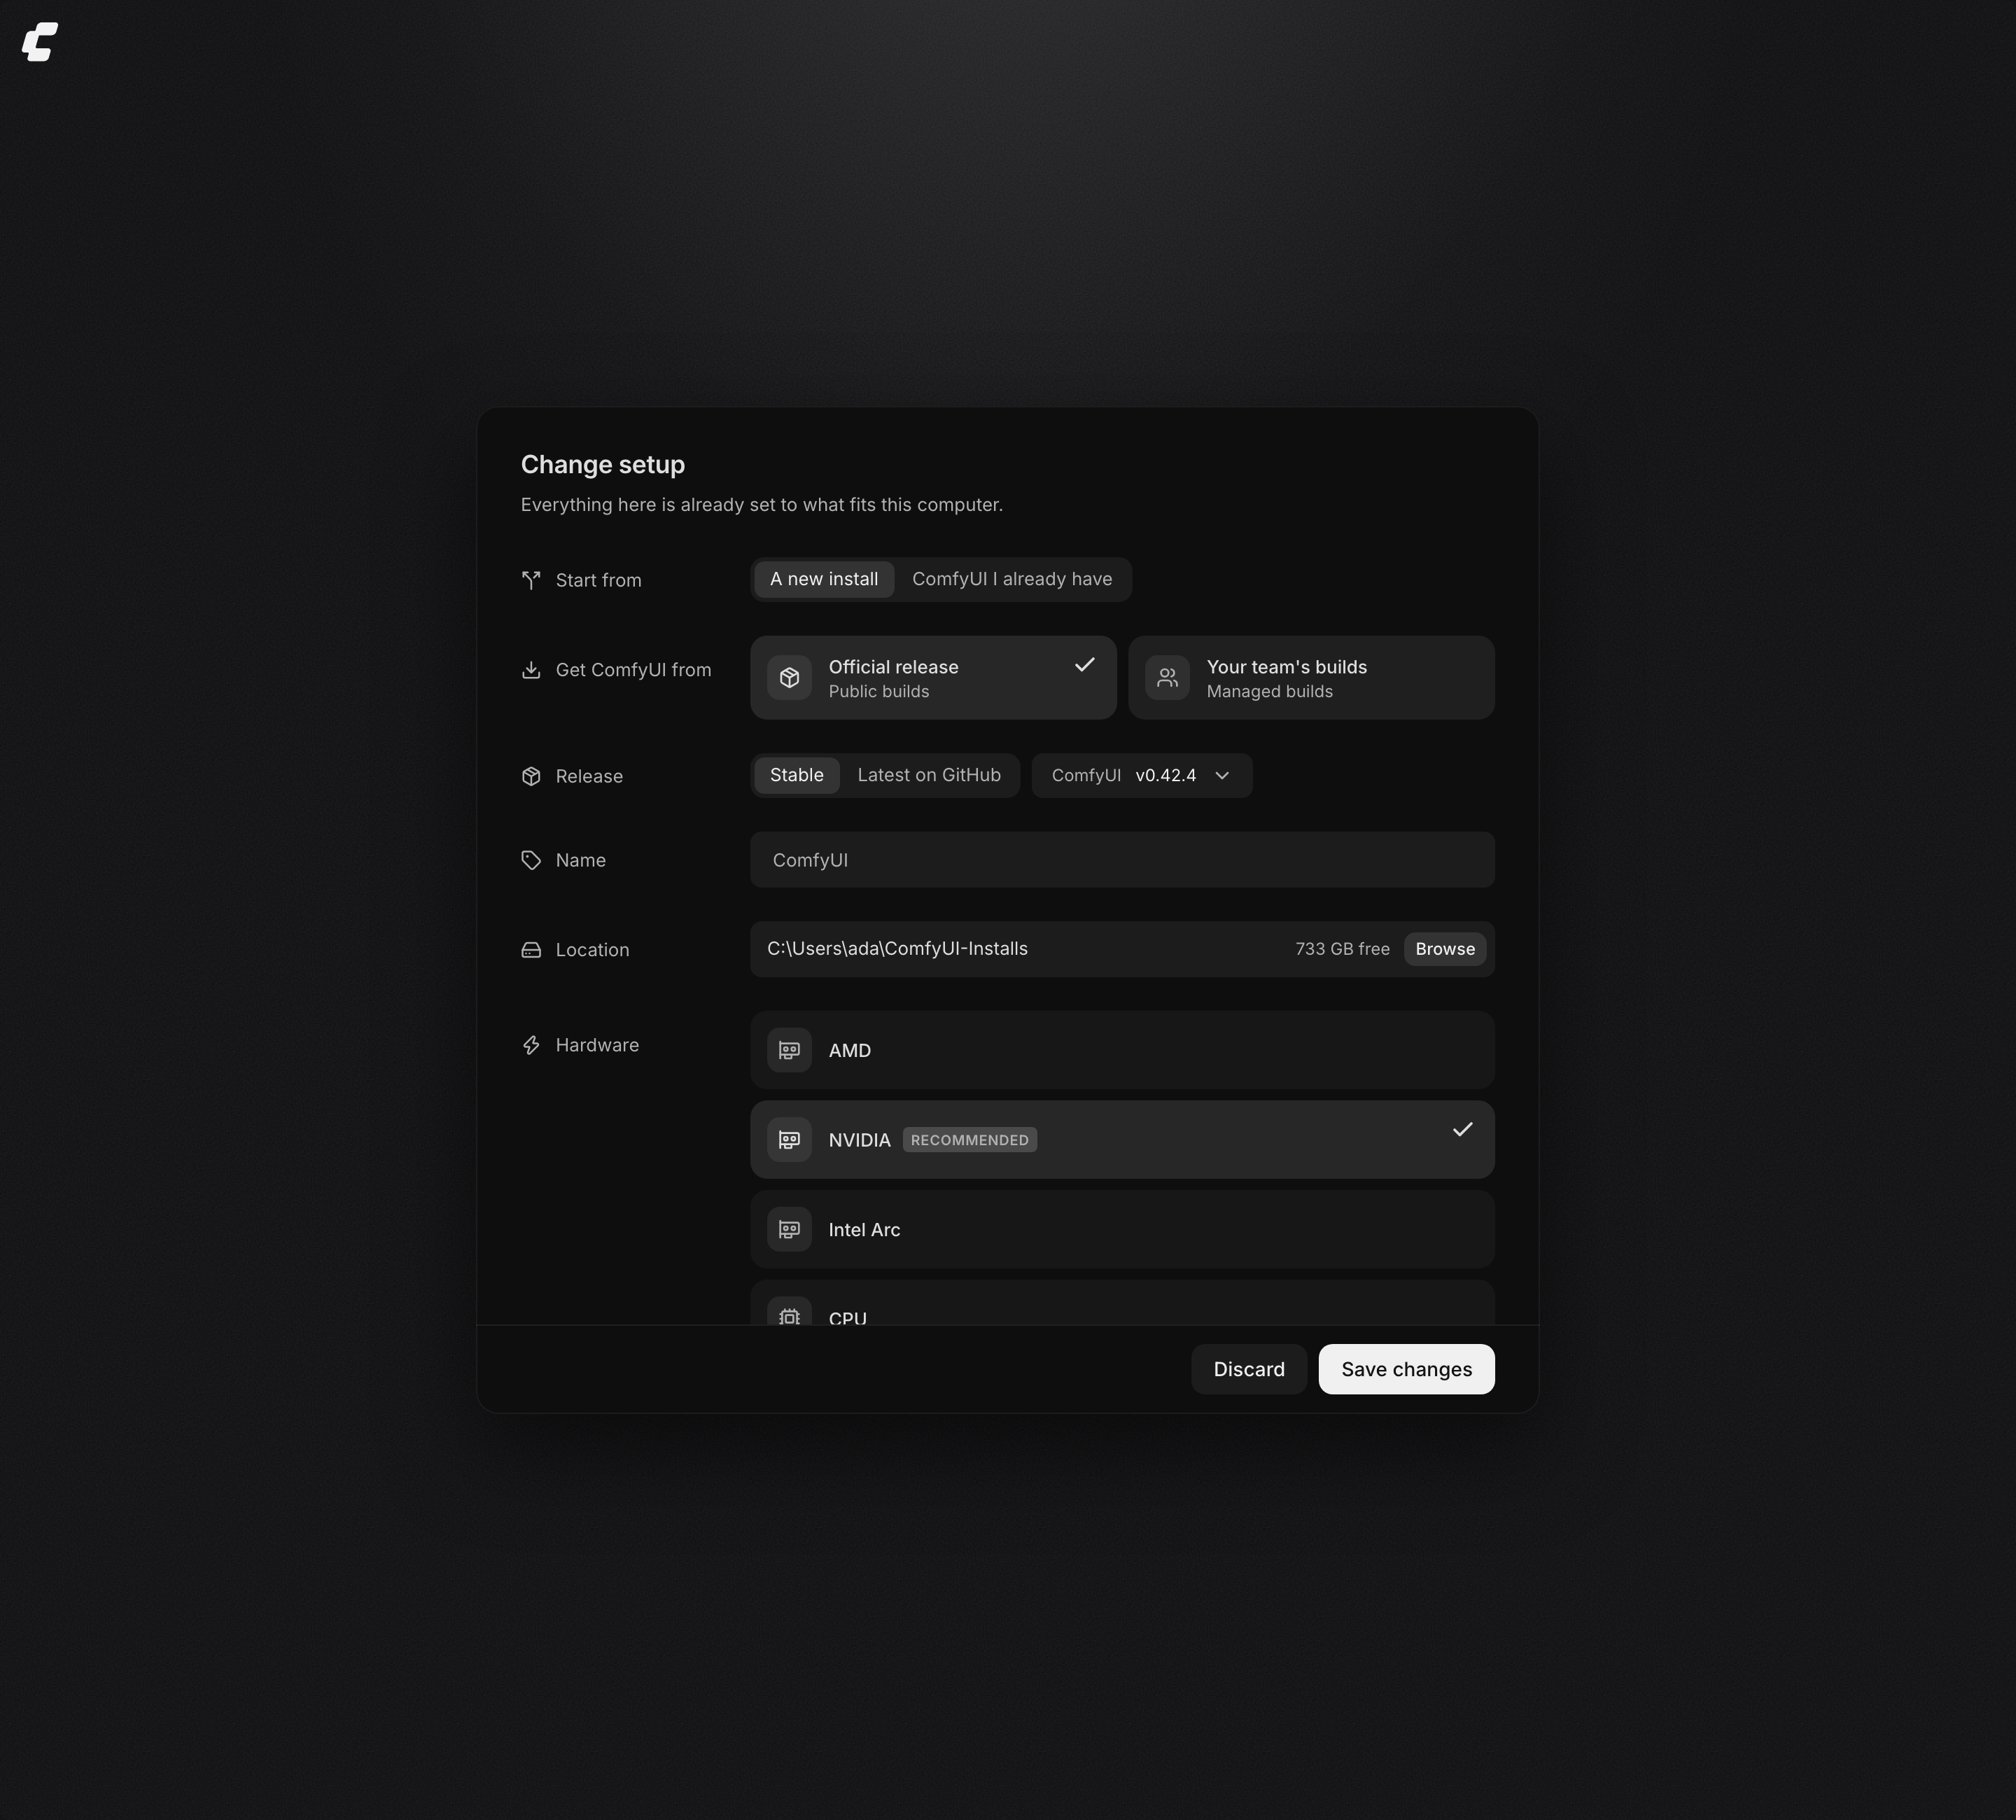 Change setup
Everything here is already set to what fits this computer.
Start from
A new install
ComfyUI I already have
Get ComfyUI from
Official release
Public builds
Your team's builds
Managed builds
Release
Stable
Latest on GitHub
ComfyUI v0.42.4
Name
ComfyUI
Location
C:\Users\ada\ComfyUI-Installs
733 GB free
Browse
Hardware
AMD
NVIDIA
RECOMMENDED
Intel Arc
CPU
Discard
Save changes